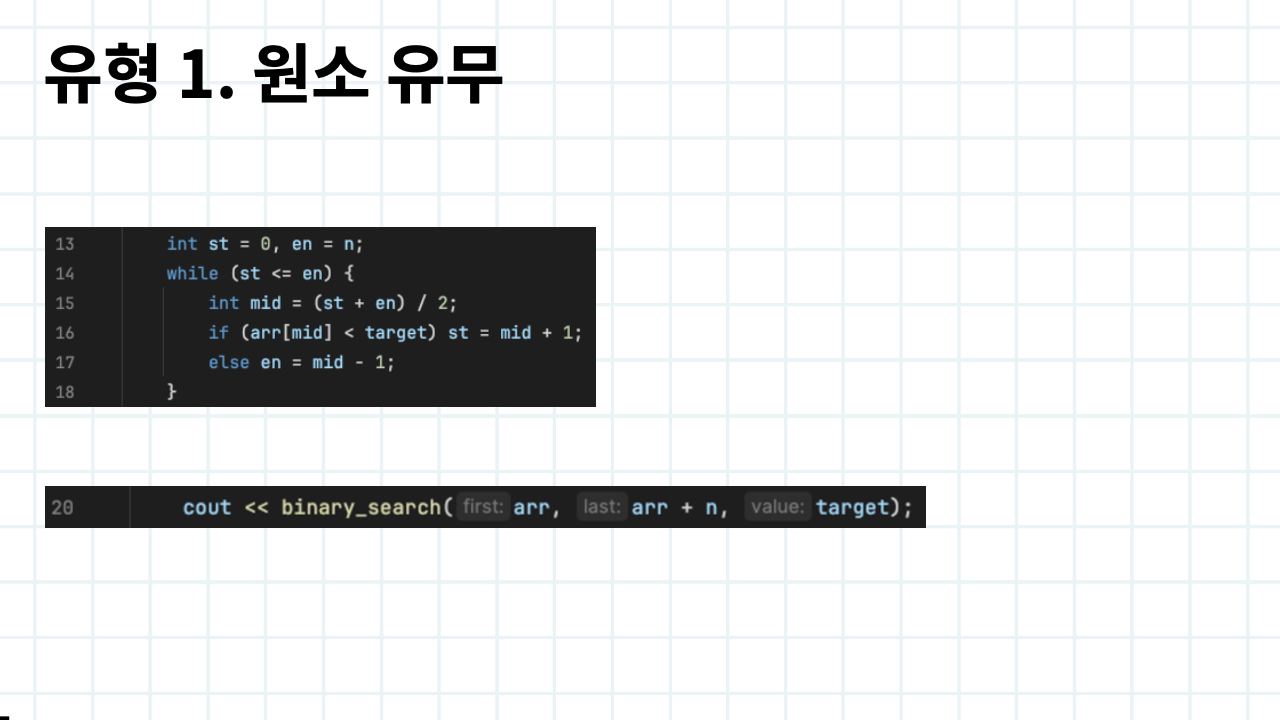 유형 1. 원소 유무
13 int st = 0, en = n;
14 while (st <= en) {
15 int mid = (st + en) / 2;
16 if (arr[mid] < target) st = mid + 1;
17 else en = mid - 1;
18 }
20 cout << binary_search( first: arr, last: arr + n, value: target);